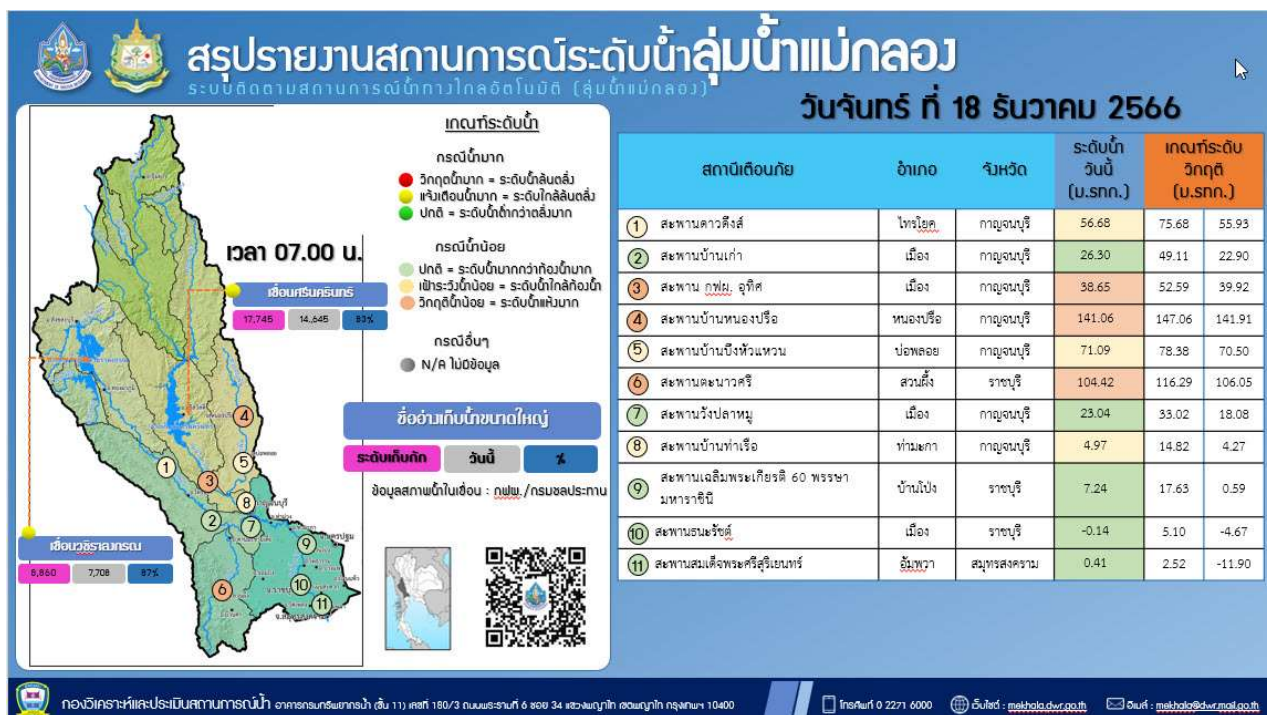 สรุปรายงานสถานการณ์ระดับน้ำลุ่มน้ำแม่กลอง
ระบบติดตามสถานการณ์น้ำทางไกลอัตโนมัติ (ลุ่มน้ำแม่กลอง)
วันจันทร์ ที่ 18 ธันวาคม 2566
เกณฑ์ระดับน้ำ
กรณีน้ำมาก
วิกฤตน้ำมาก = ระดับน้ำล้นตลิ่ง
แจ้งเตือนน้ำมาก = ระดับใกล้ล้นตลิ่ง
ปกติ = ระดับน้ำต่ำกว่าตลิ่งมาก
กรณีน้ำน้อย
ปกติ = ระดับน้ำมากกว่าท้องน้ำมาก
เฝ้าระวังน้ำน้อย = ระดับน้ำใกล้ท้องน้ำ
วิกฤติน้ำน้อย = ระดับน้ำแห้งมาก
กรณีอื่นๆ
N/A ไม่มีข้อมูล
เวลา 07.00 น.
เขื่อนศรีนครินทร์
17,745 14,645 83%
เขื่อนวชิราลงกรณ
8,860 7,708 87%
1
2
3
4
5
6
7
8
9
10
11
ชื่ออ่างเก็บน้ำขนาดใหญ่
ระดับเก็บกัก วันนี้ %
ข้อมูลสภาพน้ำในเขื่อน : กฟผ./กรมชลประทาน
สถานีเตือนภัย อำเภอ จังหวัด ระดับน้ำวันนี้ (ม.รทก.) เกณฑ์ระดับวิกฤติ (ม.รทก.)
1 สะพานดาวดึงส์ ไทรโยค กาญจนบุรี 56.68 75.68 55.93
2 สะพานบ้านเก่า เมือง กาญจนบุรี 26.30 49.11 22.90
3 สะพาน กฟผ. อุทิศ เมือง กาญจนบุรี 38.65 52.59 39.92
4 สะพานบ้านหนองปรือ หนองปรือ กาญจนบุรี 141.06 147.06 141.91
5 สะพานบ้านบึงหัวแหวน บ่อพลอย กาญจนบุรี 71.09 78.38 70.50
6 สะพานตะนาวศรี สวนผึ้ง ราชบุรี 104.42 116.29 106.05
7 สะพานวังปลาหมู เมือง กาญจนบุรี 23.04 33.02 18.08
8 สะพานบ้านท่าเรือ ท่ามะกา กาญจนบุรี 4.97 14.82 4.27
9 สะพานเฉลิมพระเกียรติ 60 พรรษา มหาราชินี บ้านโป่ง ราชบุรี 7.24 17.63 0.59
10 สะพานธนะรัชต์ เมือง ราชบุรี -0.14 5.10 -4.67
11 สะพานสมเด็จพระศรีสุริเยนทร์ อัมพวา สมุทรสงคราม 0.41 2.52 -11.90
กองวิเคราะห์และประเมินสถานการณ์น้ำ อาคารกรมทรัพยากรน้ำ (ชั้น 11) เลขที่ 180/3 ถนนพระรามที่ 6 ซอย 34 แขวงพญาไท เขตพญาไท กรุงเทพฯ 10400
โทรศัพท์ 0 2271 6000
เว็บไซต์ : mekhala.dwr.go.th
อีเมล์ : mekhala@dwr.mail.go.th